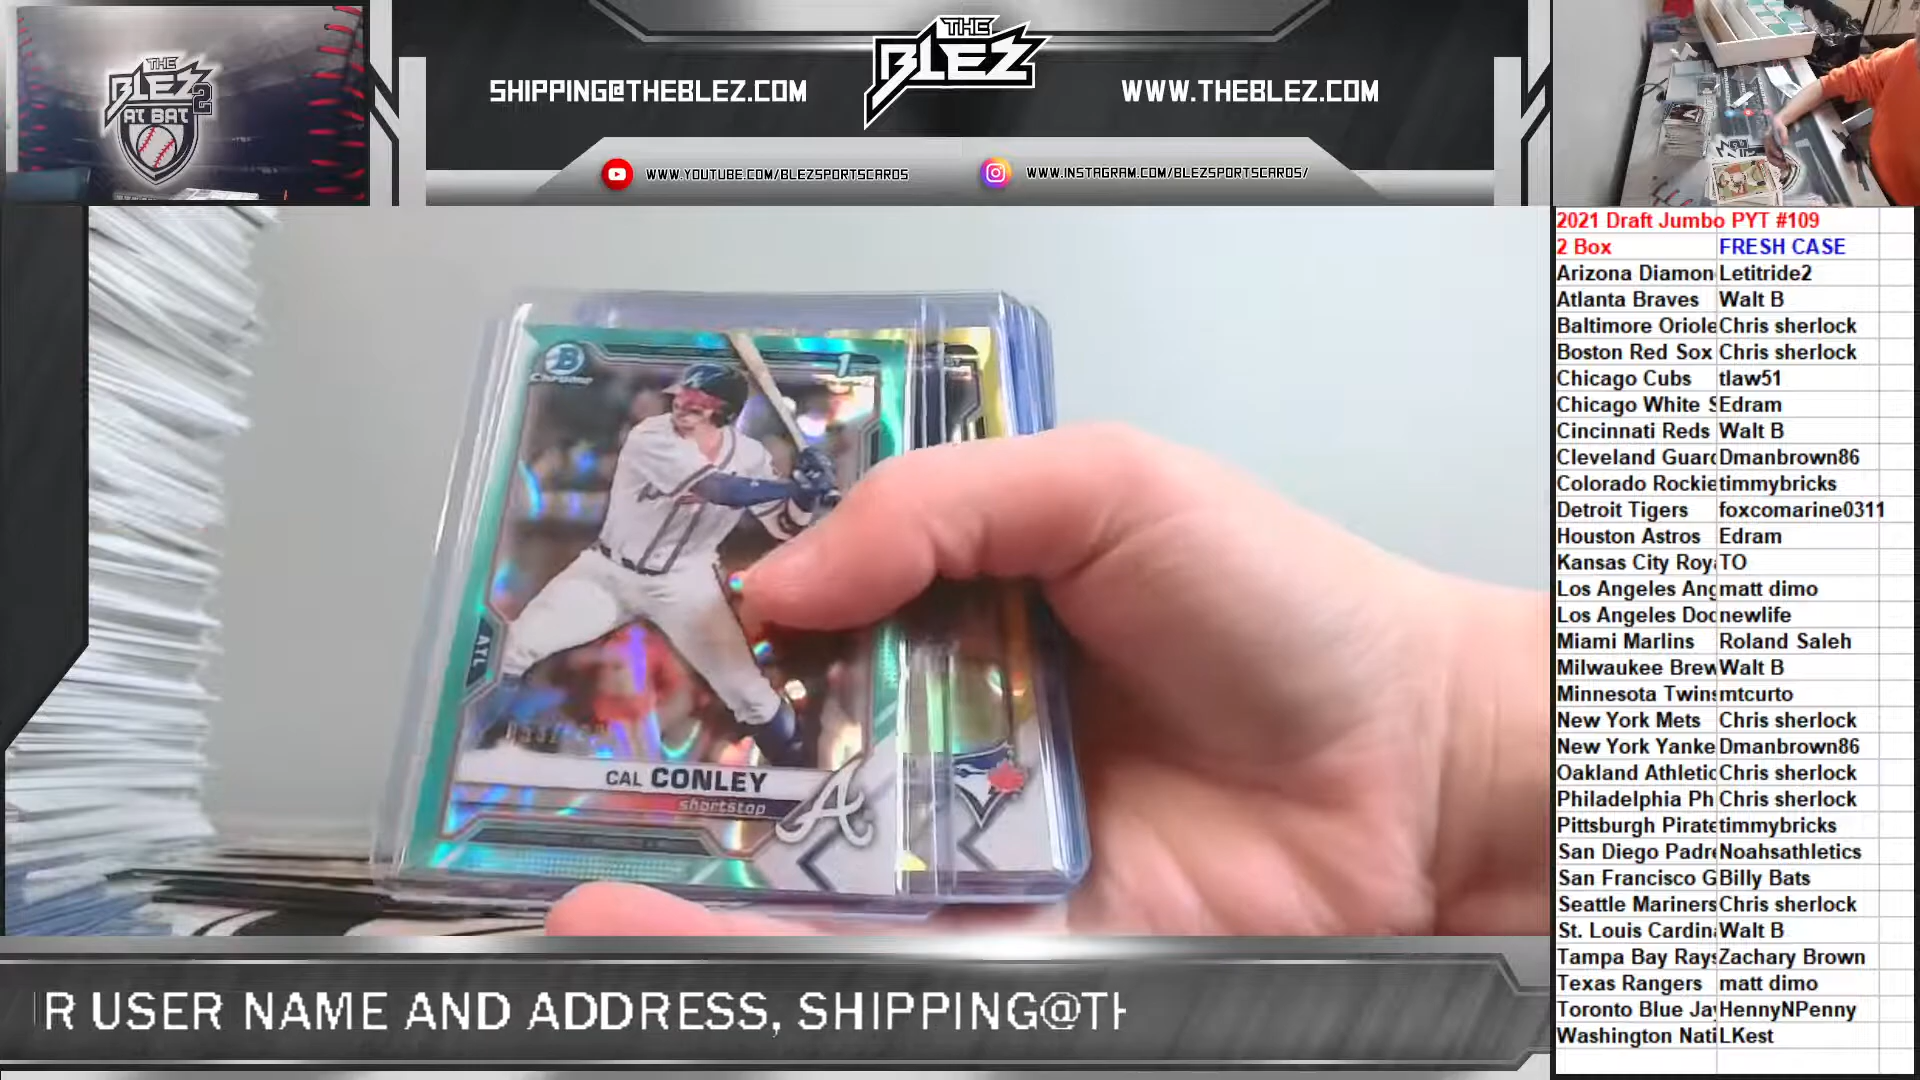 THE
BLEZ 2
AT BAT
SHIPPING@THEBLEZ.COM
THE
BLEZ
WWW.THEBLEZ.COM
WWW.YOUTUBE.COM/BLEZSPORTSCARDS
WWW.INSTAGRAM.COM/BLEZSPORTSCARDS/
2021 Draft Jumbo PYT #109
2 Box FRESH CASE
Arizona Diamon Letitride2
Atlanta Braves Walt B
Baltimore Oriole Chris sherlock
Boston Red Sox Chris sherlock
Chicago Cubs tlaw51
Chicago White S Edram
Cincinnati Reds Walt B
Cleveland Guard Dmanbrown86
Colorado Rockie timmybricks
Detroit Tigers foxcomarine0311
Houston Astros Edram
Kansas City Roya TO
Los Angeles Ang matt dimo
Los Angeles Dod newlife
Miami Marlins Roland Saleh
Milwaukee Brew Walt B
Minnesota Twins mtcurto
New York Mets Chris sherlock
New York Yanke Dmanbrown86
Oakland Athletic Chris sherlock
Philadelphia Ph Chris sherlock
Pittsburgh Pirate timmybricks
San Diego Padre Noahsathletics
San Francisco G Billy Bats
Seattle Mariners Chris sherlock
St. Louis Cardina Walt B
Tampa Bay Rays Zachary Brown
Texas Rangers matt dimo
Toronto Blue Jay HennyNPenny
Washington Nati LKest
B
Chrome
1
ATL
CAL CONLEY
shortstop
A
R USER NAME AND ADDRESS, SHIPPING@TH